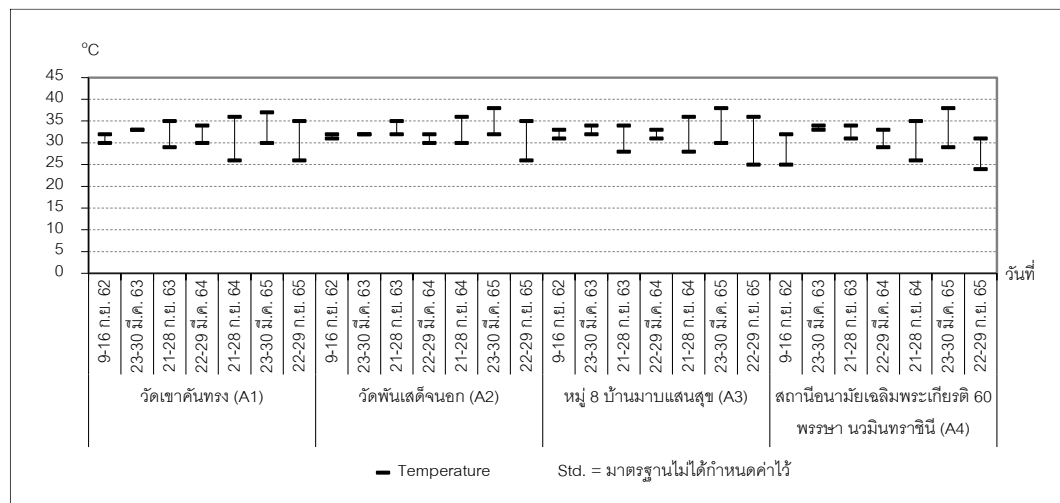 °C
45
40
35
30
25
20
15
10
5
0
วันที่
9-16 ก.ย. 62
23-30 มี.ค. 63
21-28 ก.ย. 63
22-29 มี.ค. 64
21-28 ก.ย. 64
23-30 มี.ค. 65
22-29 ก.ย. 65
9-16 ก.ย. 62
23-30 มี.ค. 63
21-28 ก.ย. 63
22-29 มี.ค. 64
21-28 ก.ย. 64
23-30 มี.ค. 65
22-29 ก.ย. 65
9-16 ก.ย. 62
23-30 มี.ค. 63
21-28 ก.ย. 63
22-29 มี.ค. 64
21-28 ก.ย. 64
23-30 มี.ค. 65
22-29 ก.ย. 65
9-16 ก.ย. 62
23-30 มี.ค. 63
21-28 ก.ย. 63
22-29 มี.ค. 64
21-28 ก.ย. 64
23-30 มี.ค. 65
22-29 ก.ย. 65
วัดเขาคันทรง (A1)
วัดพันเสด็จนอก (A2)
หมู่ 8 บ้านมาบแสนสุข (A3)
สถานีอนามัยเฉลิมพระเกียรติ 60
พรรษา นวมินทราชินี (A4)
Temperature
Std. = มาตรฐานไม่ได้กำหนดค่าไว้